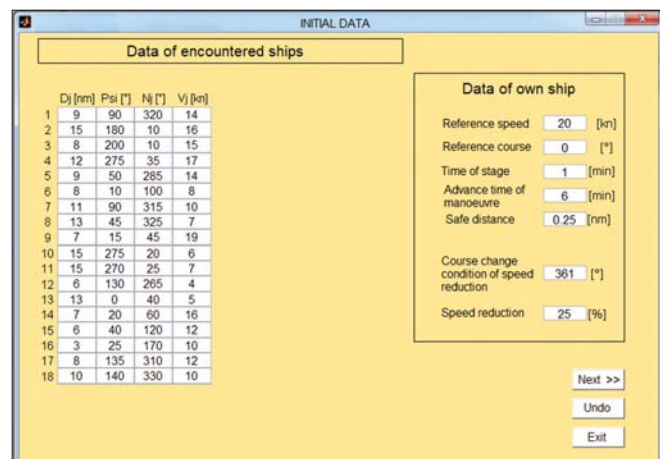 INITIAL DATA
Data of encountered ships
Dj [nm] Psi [°] Nj [°] Vj [kn]
1 9 90 320 14
2 15 180 10 16
3 8 200 10 15
4 12 275 35 17
5 9 50 285 14
6 8 10 100 8
7 11 90 315 10
8 13 45 325 7
9 7 15 45 19
10 15 275 20 6
11 15 270 25 7
12 6 130 265 4
13 13 0 40 5
14 7 20 60 16
15 6 40 120 12
16 3 25 170 10
17 8 135 310 12
18 10 140 330 10
Data of own ship
Reference speed 20 [kn]
Reference course 0 [°]
Time of stage 1 [min]
Advance time of
manoeuvre 6 [min]
Safe distance 0.25 [nm]
Course change
condition of speed 361 [°]
reduction
Speed reduction 25 [%]
Next >>
Undo
Exit